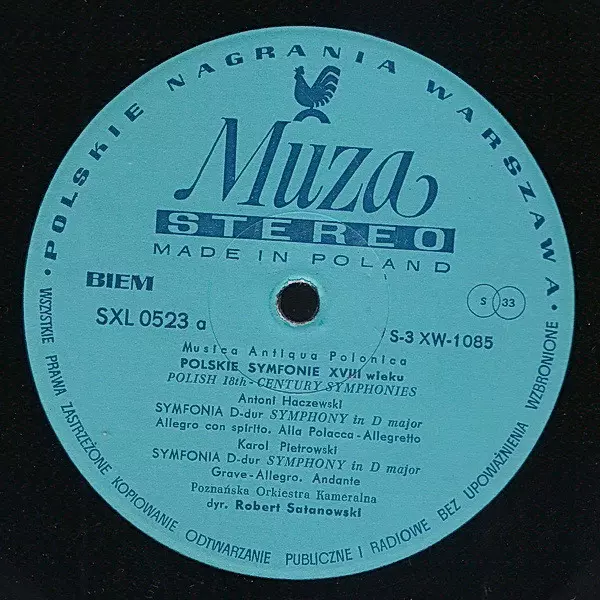 • POLSKIE NAGRANIA WARSZAWA •
Muza
STEREO
MADE IN POLAND
BIEM
S 33
SXL 0523 a
S-3 XW-1085
Musica Antiqua Polonica
POLSKIE SYMFONIE XVIII wieku
POLISH 18th-CENTURY SYMPHONIES
Antoni Haczewski
SYMFONIA D-dur SYMPHONY in D major
Allegro con spirito. Alla Polacca-Allegretto
Karol Pietrowski
SYMFONIA D-dur SYMPHONY in D major
Grave-Allegro. Andante
Poznańska Orkiestra Kameralna
dyr. Robert Satanowski
WSZYSTKIE PRAWA ZASTRZEŻONE KOPIOWANIE ODTWARZANIE PUBLICZNE I RADIOWE BEZ UPOWAŻNIENIA WZBRONIONE